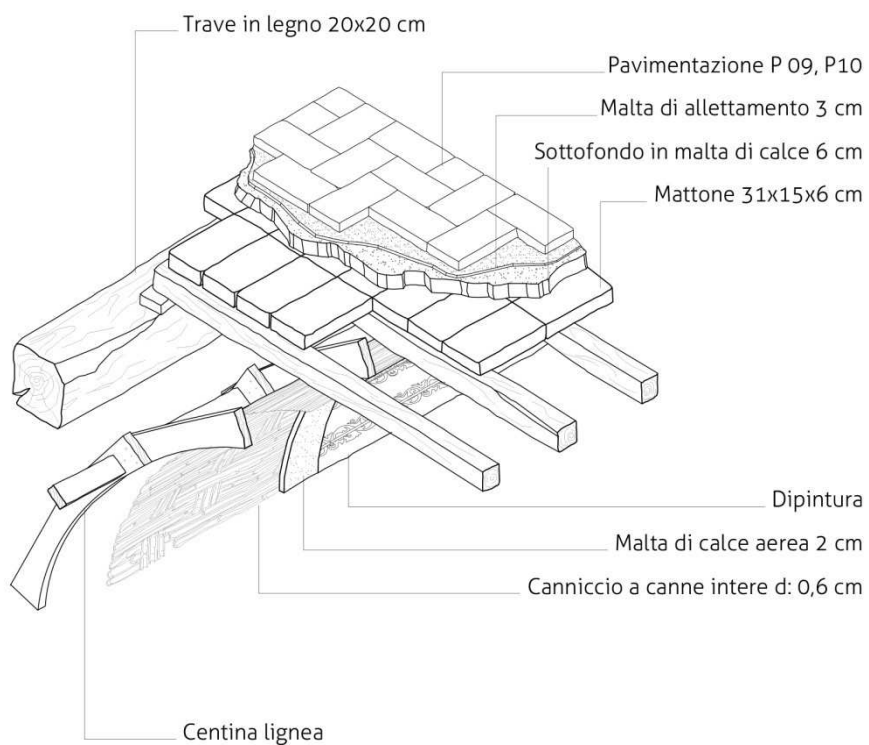 Trave in legno 20x20 cm
Pavimentazione P 09, P10
Malta di allettamento 3 cm
Sottofondo in malta di calce 6 cm
Mattone 31x15x6 cm
Dipintura
Malta di calce aerea 2 cm
Canniccio a canne intere d: 0,6 cm
Centina lignea